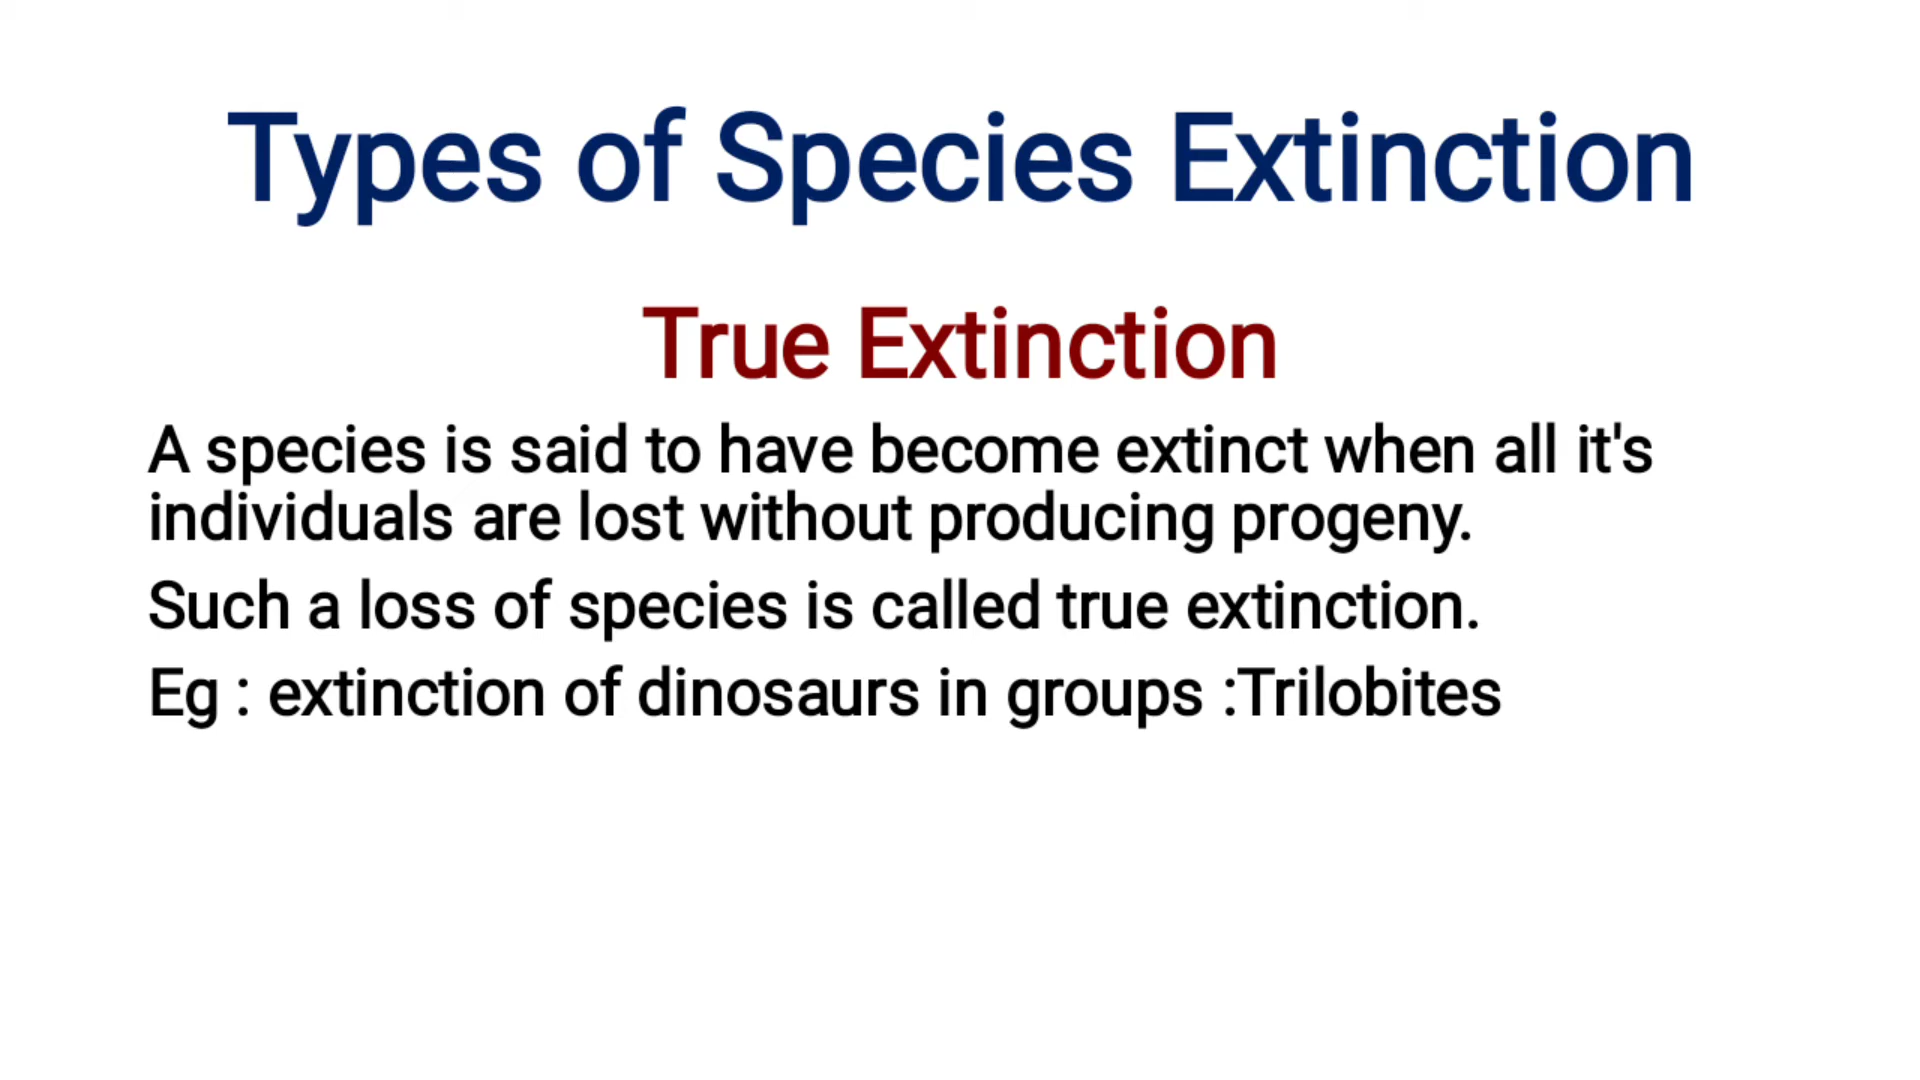 Types of Species Extinction
True Extinction
A species is said to have become extinct when all it's
individuals are lost without producing progeny.
Such a loss of species is called true extinction.
Eg : extinction of dinosaurs in groups :Trilobites